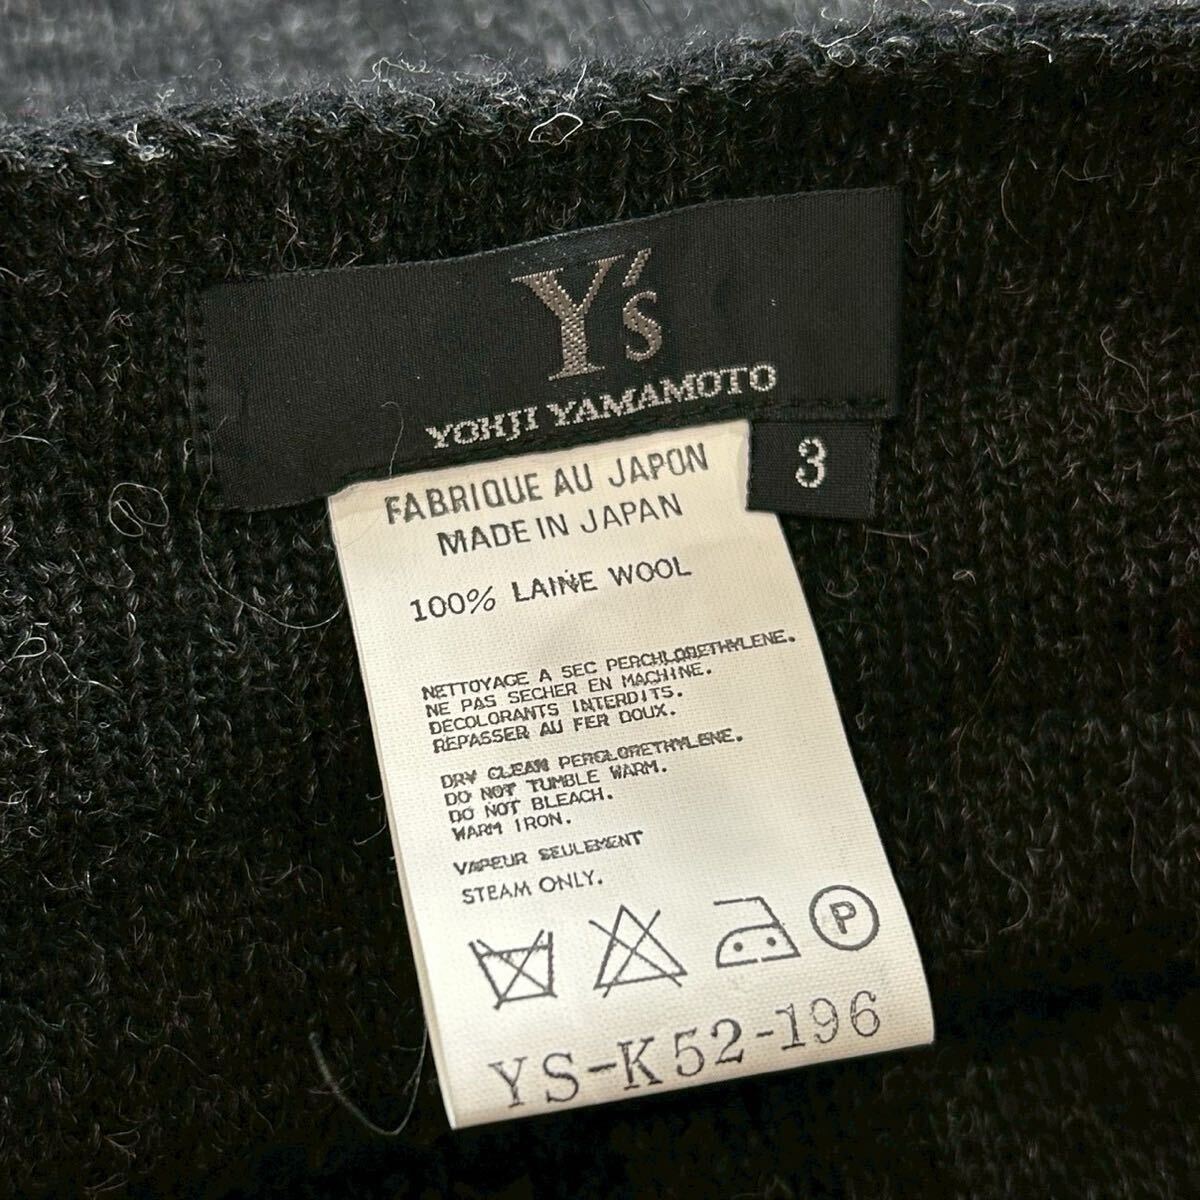 Y's
YOHJI YAMAMOTO
3
FABRIQUE AU JAPON
MADE IN JAPAN
100% LAINE WOOL
NETTOYAGE A SEC PERCHLORETHYLENE.
NE PAS SECHER EN MACHINE.
DECOLORANTS INTERDITS.
REPASSER AU FER DOUX.
DRY CLEAN PERCLORETHYLENE.
DO NOT TUMBLE WARM.
DO NOT BLEACH.
WARM IRON.
VAPEUR SEULEMENT
STEAM ONLY.
P
YS-K52-196